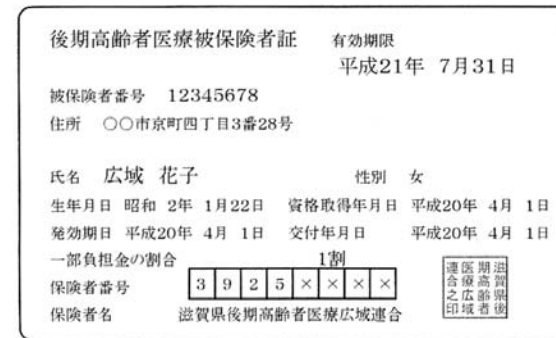 後期高齢者医療被保険者証 有効期限
平成21年 7月31日
被保険者番号 12345678
住所 〇〇市京町四丁目3番28号
氏名 広域 花子 性別 女
生年月日 昭和 2年 1月22日 資格取得年月日 平成20年 4月 1日
発効期日 平成20年 4月 1日 交付年月日 平成20年 4月 1日
一部負担金の割合 1割
保険者番号 3925××××
保険者名 滋賀県後期高齢者医療広域連合
滋賀県後
期高齢者
医療広域
連合之印